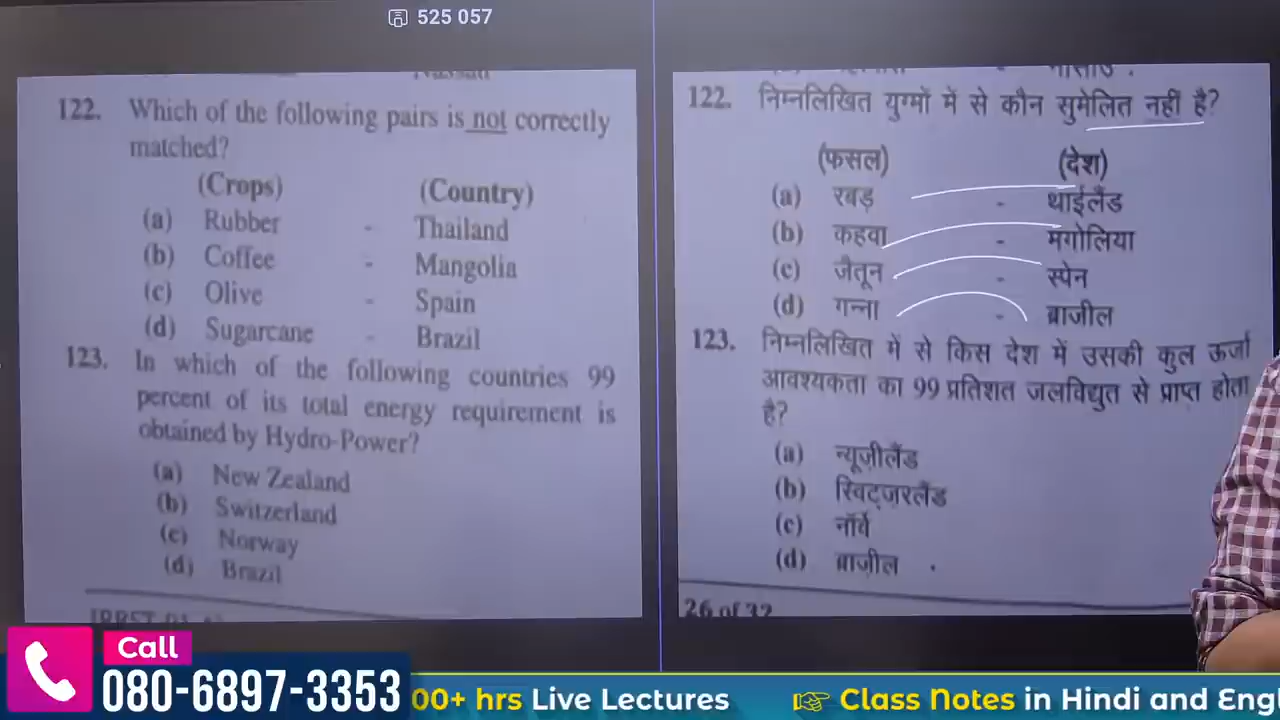 525 057
122. Which of the following pairs is not correctly
matched?
(Crops) (Country)
(a) Rubber - Thailand
(b) Coffee - Mangolia
(c) Olive - Spain
(d) Sugarcane - Brazil
123. In which of the following countries 99
percent of its total energy requirement is
obtained by Hydro-Power?
(a) New Zealand
(b) Switzerland
(c) Norway
(d) Brazil
122. निम्नलिखित युग्मों में से कौन सुमेलित नहीं है?
(फसल) (देश)
(a) रबड़ - थाईलैंड
(b) कहवा - मंगोलिया
(c) जैतून - स्पेन
(d) गन्ना - ब्राजील
123. निम्नलिखित में से किस देश में उसकी कुल ऊर्जा
आवश्यकता का 99 प्रतिशत जलविद्युत से प्राप्त होता
है?
(a) न्यूज़ीलैंड
(b) स्विट्ज़रलैंड
(c) नॉर्वे
(d) ब्राज़ील
26 of 32
Call
080-6897-3353
00+ hrs Live Lectures Class Notes in Hindi and Eng